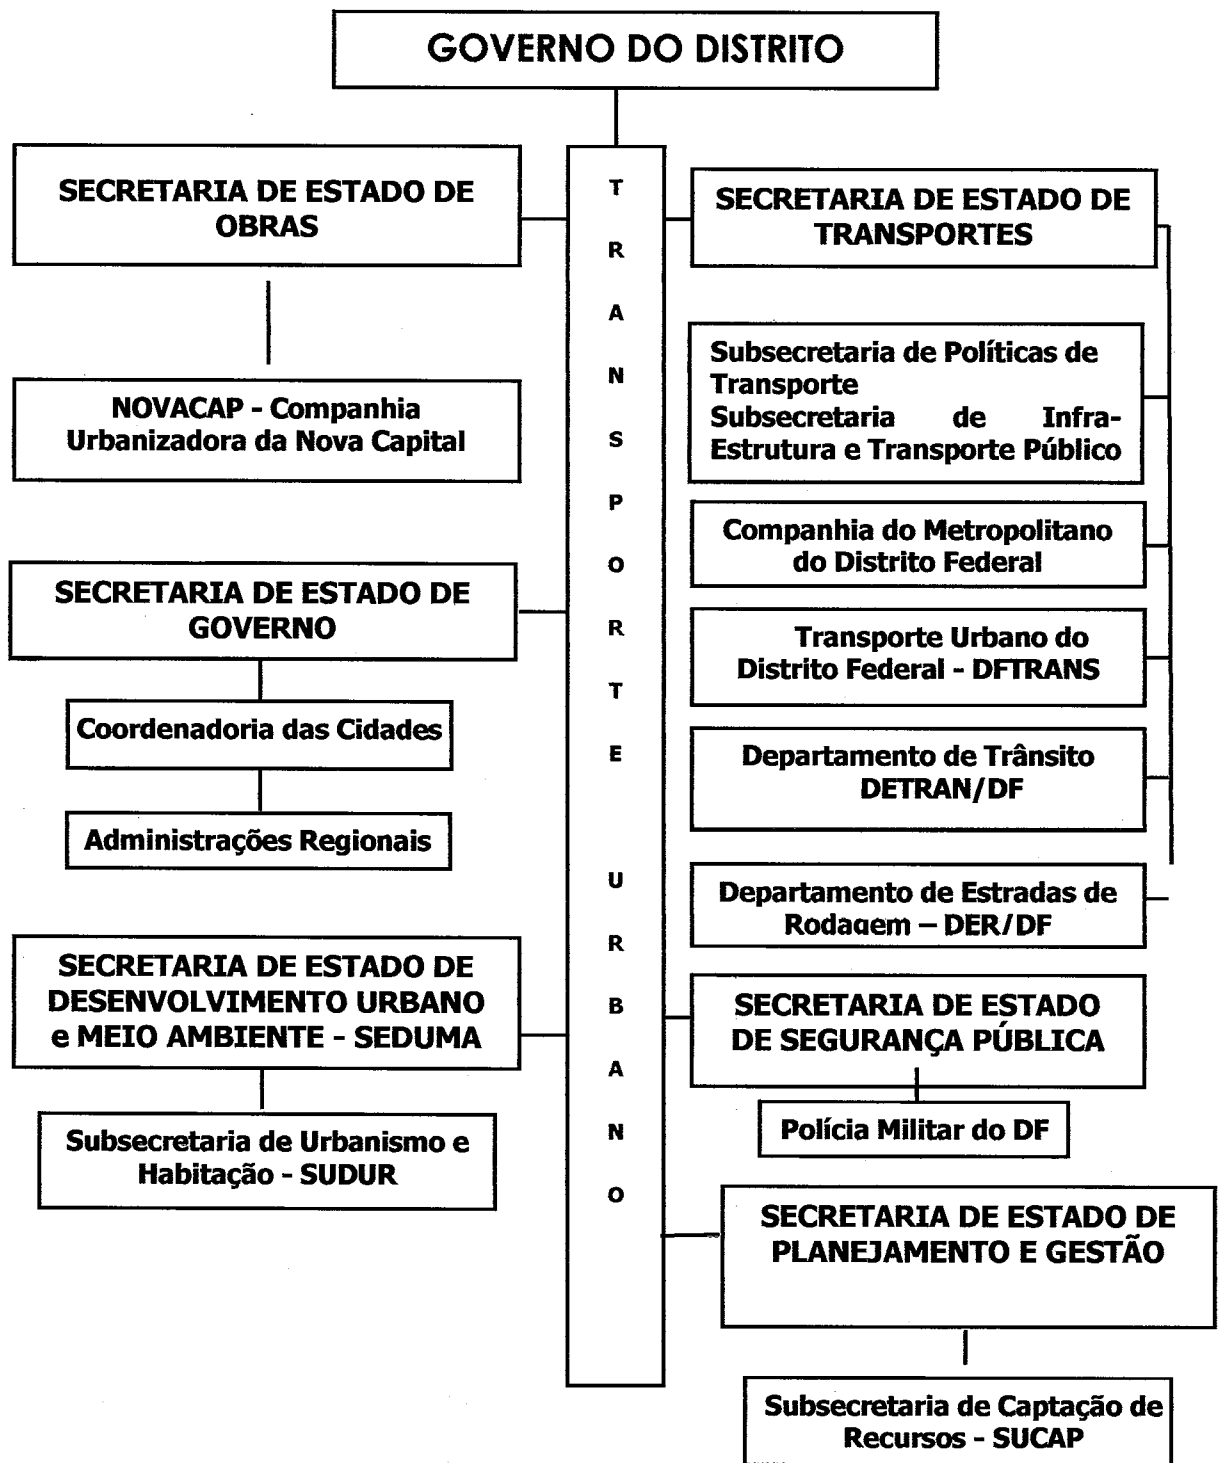 GOVERNO DO DISTRITO
SECRETARIA DE ESTADO DE
OBRAS
NOVACAP - Companhia
Urbanizadora da Nova Capital
SECRETARIA DE ESTADO DE
GOVERNO
Coordenadoria das Cidades
Administrações Regionais
SECRETARIA DE ESTADO DE
DESENVOLVIMENTO URBANO
e MEIO AMBIENTE - SEDUMA
Subsecretaria de Urbanismo e
Habitação - SUDUR
TRANSPORTE URBANO
SECRETARIA DE ESTADO DE
TRANSPORTES
Subsecretaria de Políticas de
Transporte
Subsecretaria de Infra-
Estrutura e Transporte Público
Companhia do Metropolitano
do Distrito Federal
Transporte Urbano do
Distrito Federal - DFTRANS
Departamento de Trânsito
DETRAN/DF
Departamento de Estradas de
Rodagem – DER/DF
SECRETARIA DE ESTADO
DE SEGURANÇA PÚBLICA
Polícia Militar do DF
SECRETARIA DE ESTADO DE
PLANEJAMENTO E GESTÃO
Subsecretaria de Captação de
Recursos - SUCAP